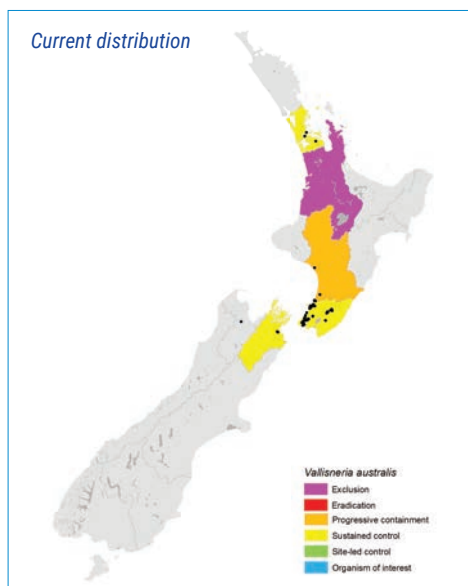 Current distribution
Vallisneria australis
Exclusion
Eradication
Progressive containment
Sustained control
Site-led control
Organism of interest